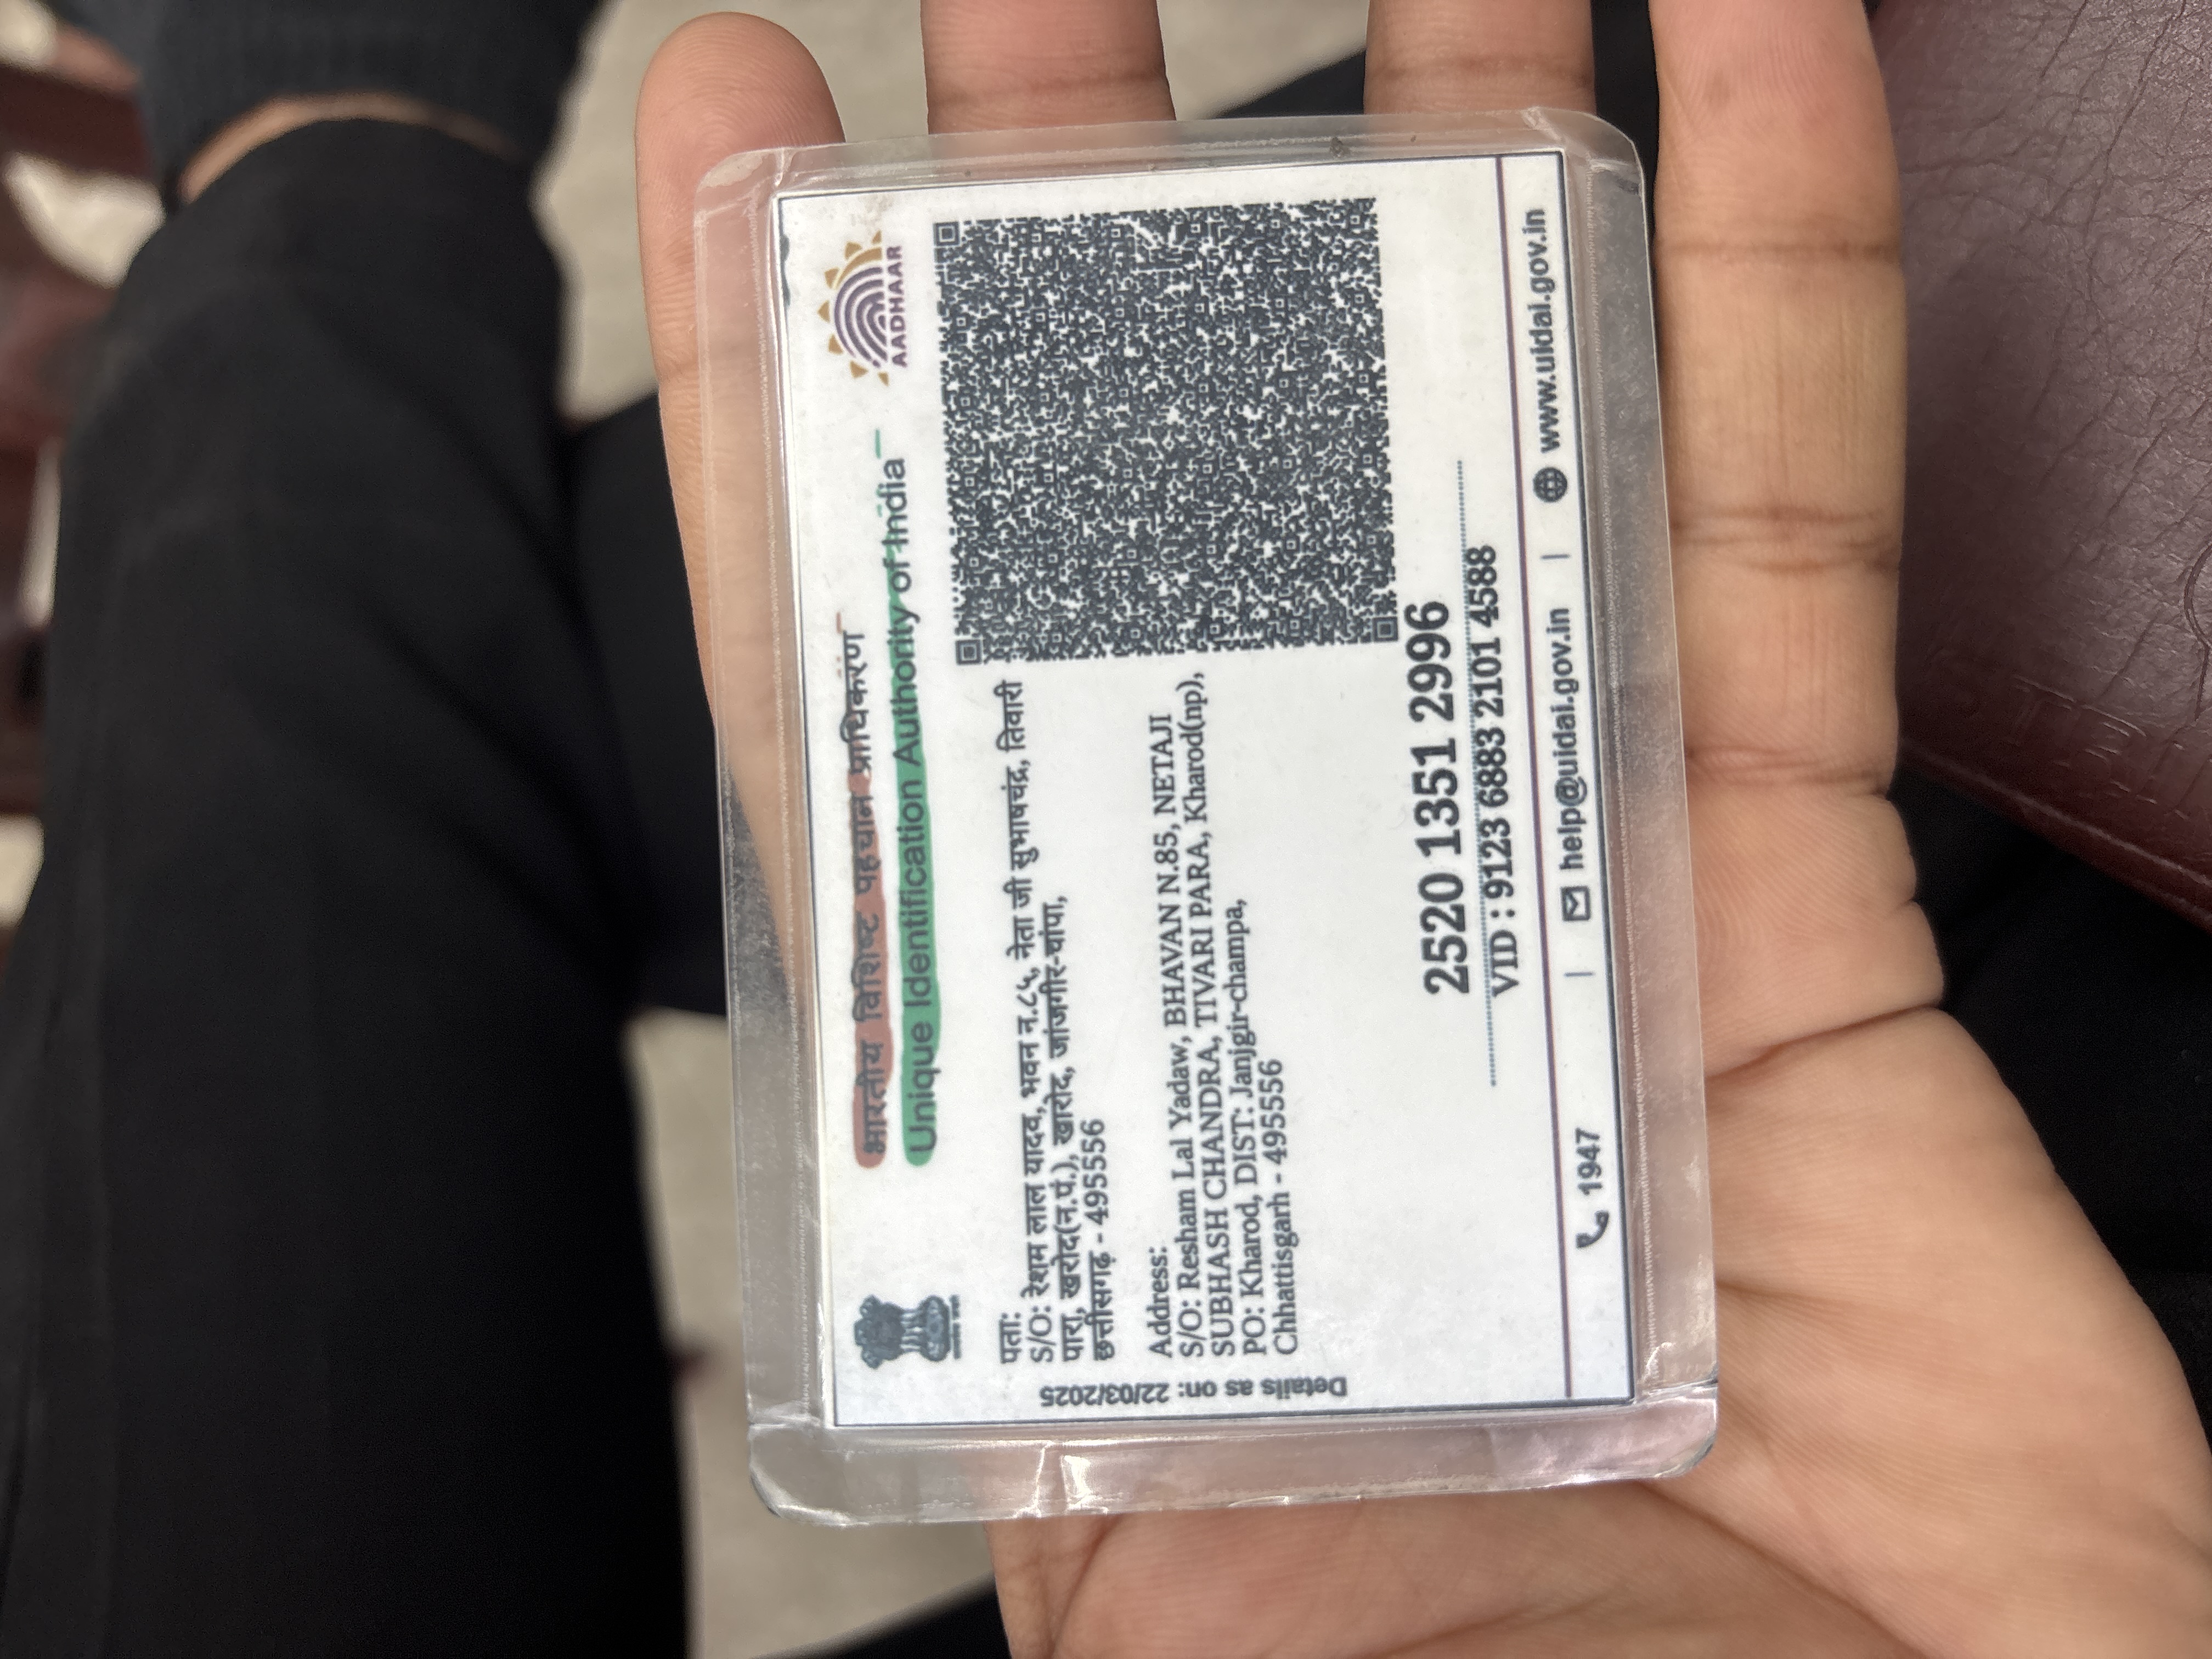 भारतीय विशिष्ट पहचान प्राधिकरण
Unique Identification Authority of India
AADHAAR
Details as on: 22/03/2025
पता:
S/O: रेशम लाल यादव, भवन न.८५, नेता जी सुभाषचंद्र, तिवारी
पारा, खरोद(न.पं.), खारोद, जांजगीर-चांपा,
छत्तीसगढ़ - 495556
Address:
S/O: Resham Lal Yadaw, BHAVAN N.85, NETAJI
SUBHASH CHANDRA, TIVARI PARA, Kharod(np),
PO: Kharod, DIST: Janjgir-champa,
Chhattisgarh - 495556
2520 1351 2996
VID : 9123 6883 2101 4588
1947 | help@uidai.gov.in | www.uidai.gov.in